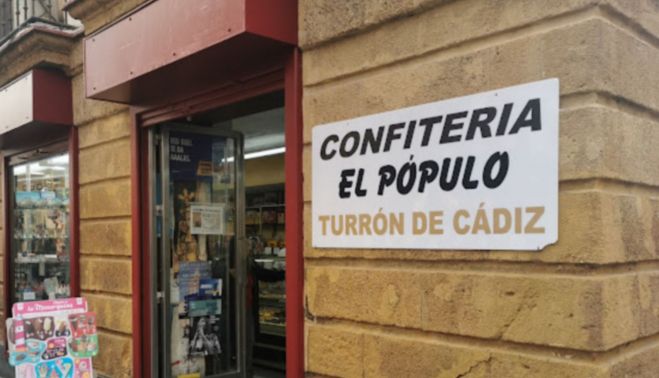 CONFITERIA
EL PÓPULO
TURRÓN DE CÁDIZ